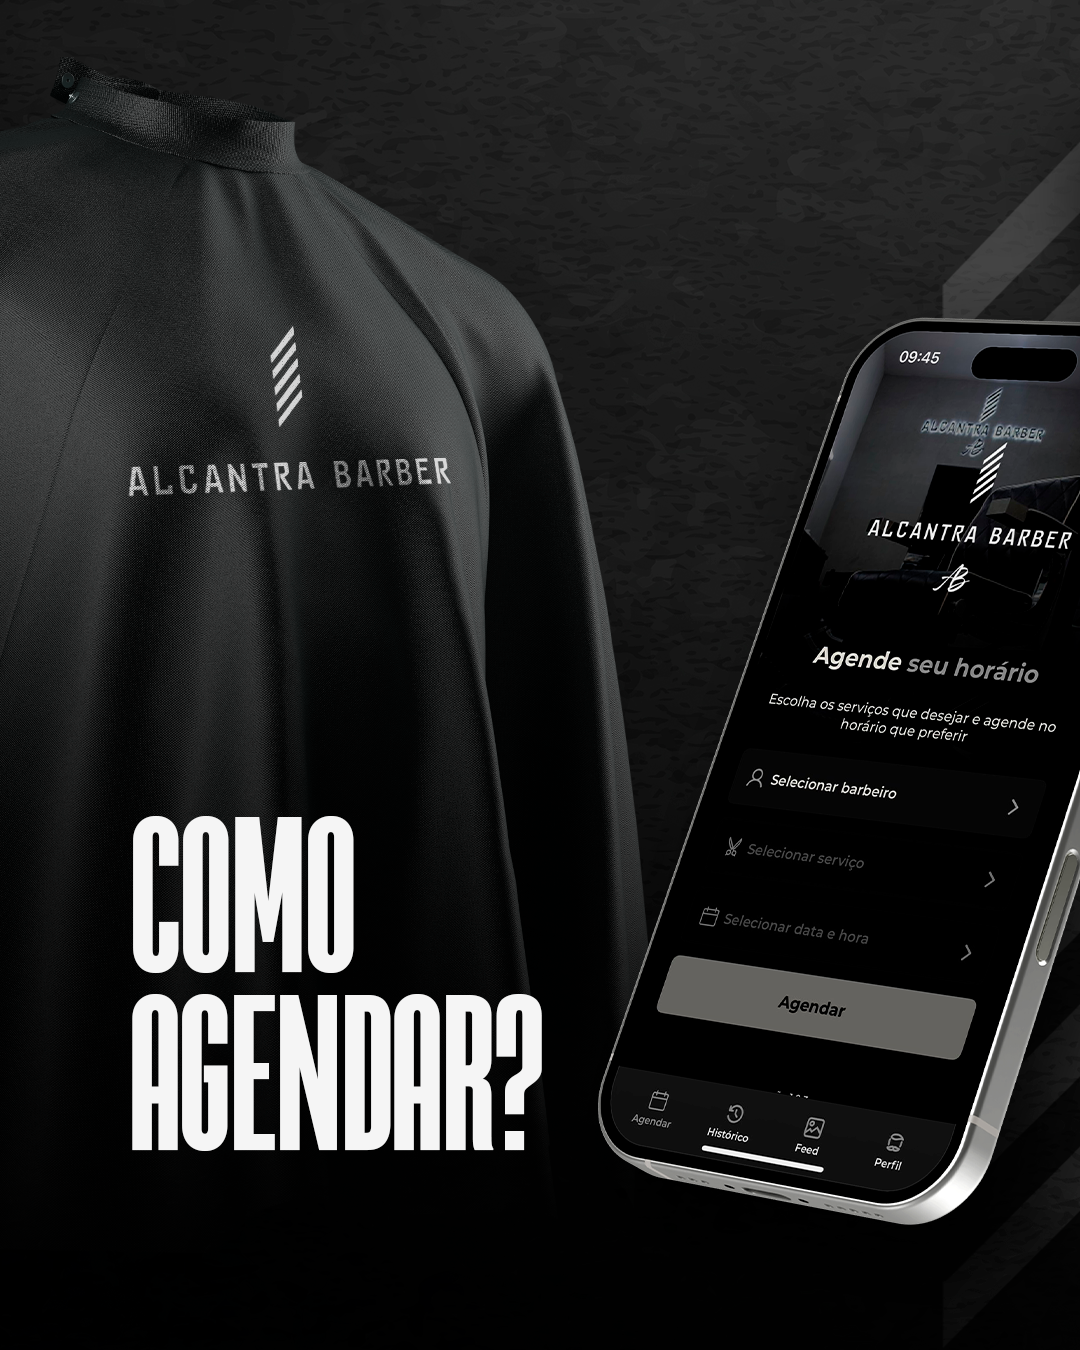 ALCANTRA BARBER
COMO
AGENDAR?
09:45
ALCANTRA BARBER
AB
ALCANTRA BARBER
AB
Agende seu horário
Escolha os serviços que desejar e agende no
horário que preferir
Selecionar barbeiro
Selecionar serviço
Selecionar data e hora
Agendar
Agendar
Histórico
Feed
Perfil